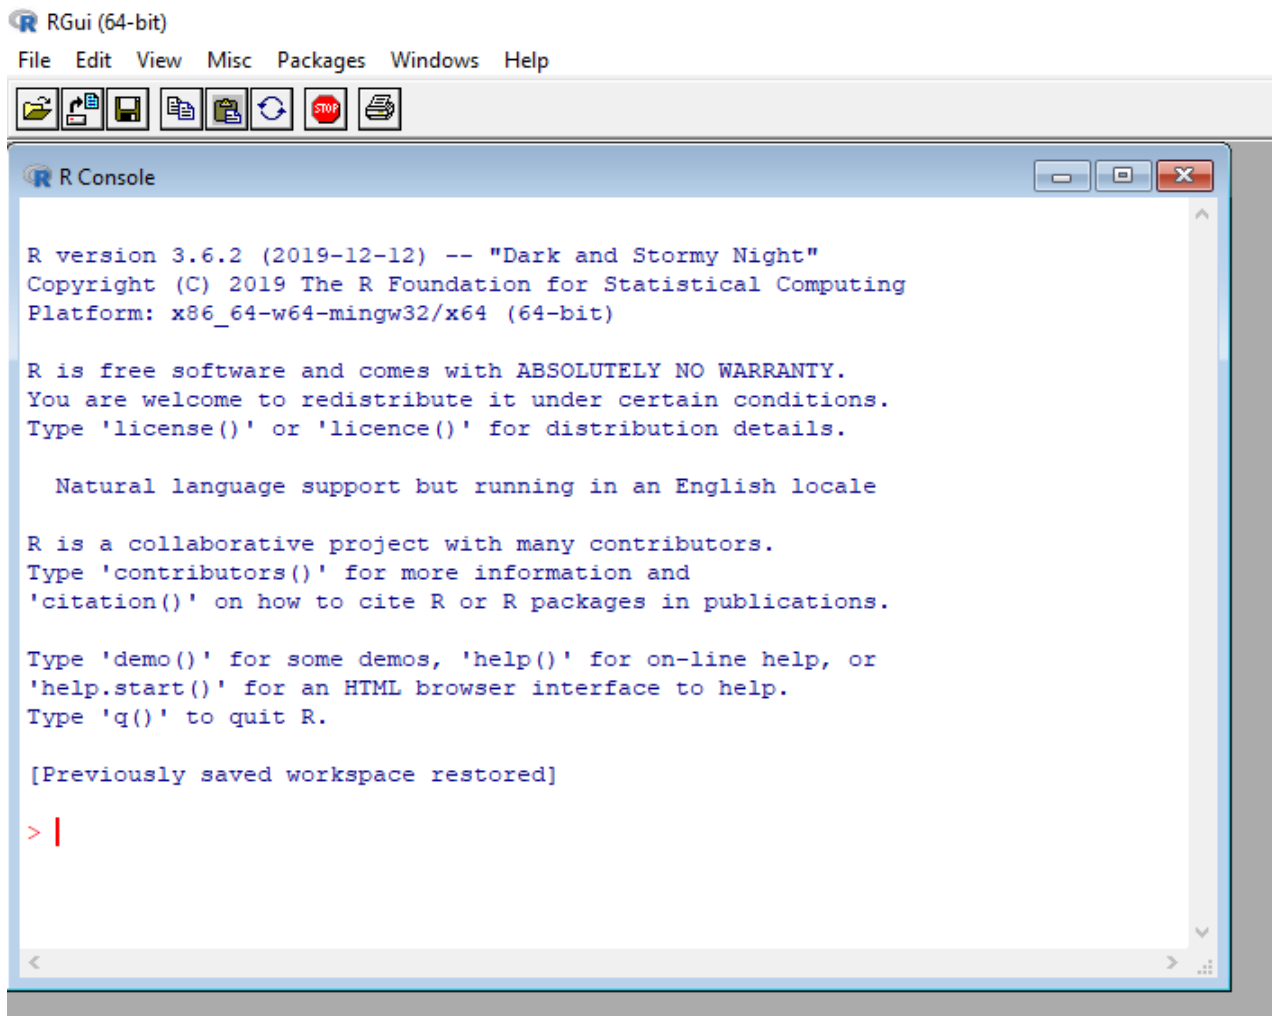 RGui (64-bit)
File Edit View Misc Packages Windows Help
STOP
R Console
R version 3.6.2 (2019-12-12) -- "Dark and Stormy Night"
Copyright (C) 2019 The R Foundation for Statistical Computing
Platform: x86_64-w64-mingw32/x64 (64-bit)
R is free software and comes with ABSOLUTELY NO WARRANTY.
You are welcome to redistribute it under certain conditions.
Type 'license()' or 'licence()' for distribution details.
Natural language support but running in an English locale
R is a collaborative project with many contributors.
Type 'contributors()' for more information and
'citation()' on how to cite R or R packages in publications.
Type 'demo()' for some demos, 'help()' for on-line help, or
'help.start()' for an HTML browser interface to help.
Type 'q()' to quit R.
[Previously saved workspace restored]
>